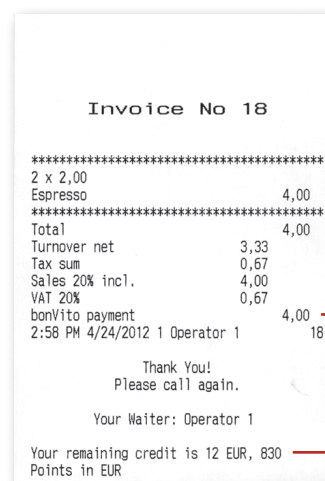 Invoice No 18
******************************************
2 x 2,00
Espresso 4,00
******************************************
Total 4,00
Turnover net 3,33
Tax sum 0,67
Sales 20% incl. 4,00
VAT 20% 0,67
bonVito payment 4,00
2:58 PM 4/24/2012 1 Operator 1 18
Thank You!
Please call again.
Your Waiter: Operator 1
Your remaining credit is 12 EUR, 830
Points in EUR